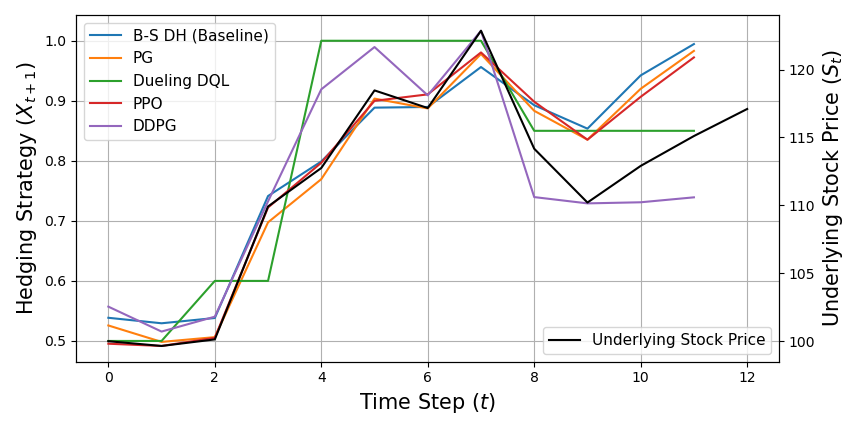 B-S DH (Baseline)
PG
Dueling DQL
PPO
DDPG
Underlying Stock Price
Hedging Strategy (X_{t+1})
1.0
0.9
0.8
0.7
0.6
0.5
Underlying Stock Price (S_t)
120
115
110
105
100
0 2 4 6 8 10 12
Time Step (t)